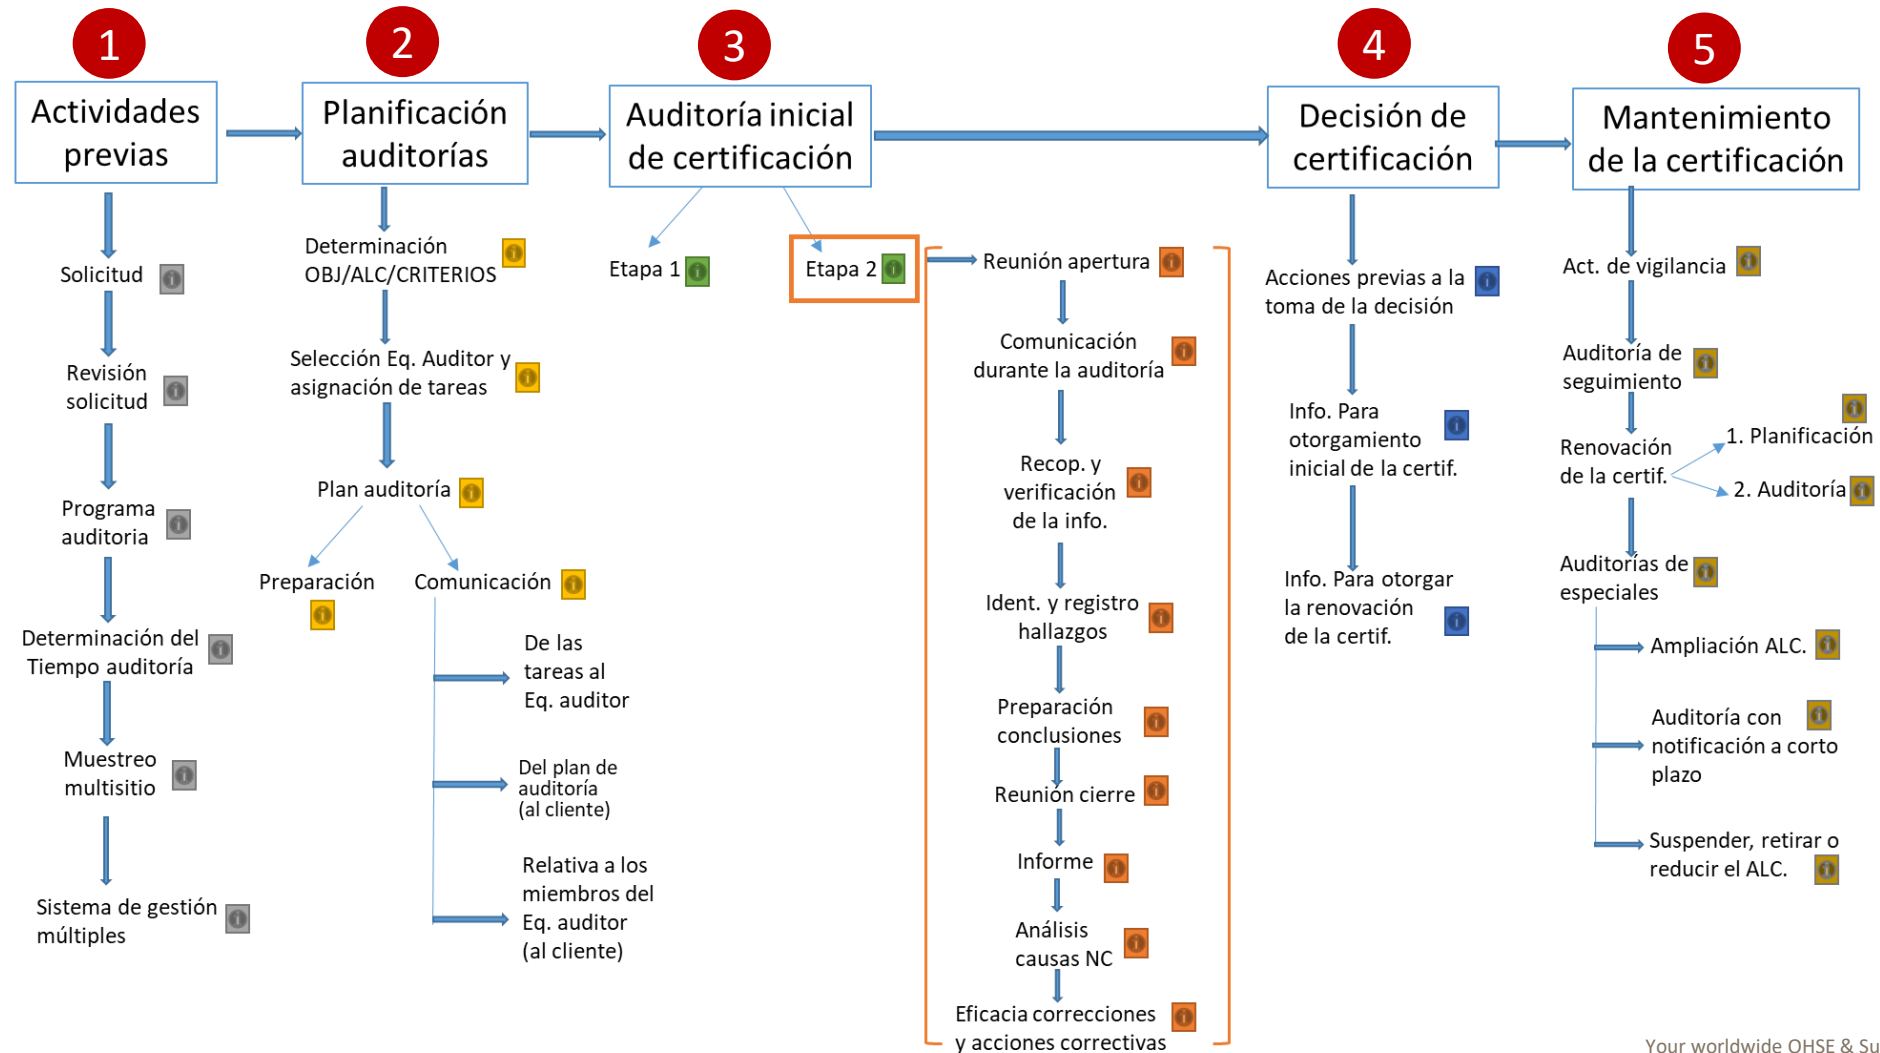 1
Actividades
previas
Solicitud
Revisión
solicitud
Programa
auditoria
Determinación del
Tiempo auditoría
Muestreo
multisitio
Sistema de gestión
múltiples
2
Planificación
auditorías
Determinación
OBJ/ALC/CRITERIOS
Selección Eq. Auditor y
asignación de tareas
Plan auditoría
Preparación
Comunicación
De las
tareas al
Eq. auditor
Del plan de
auditoría
(al cliente)
Relativa a los
miembros del
Eq. auditor
(al cliente)
3
Auditoría inicial
de certificación
Etapa 1
Etapa 2
Reunión apertura
Comunicación
durante la auditoría
Recop. y
verificación
de la info.
Ident. y registro
hallazgos
Preparación
conclusiones
Reunión cierre
Informe
Análisis
causas NC
Eficacia correcciones
y acciones correctivas
4
Decisión de
certificación
Acciones previas a la
toma de la decisión
Info. Para
otorgamiento
inicial de la certif.
Info. Para otorgar
la renovación
de la certif.
5
Mantenimiento
de la certificación
Act. de vigilancia
Auditoría de
seguimiento
Renovación
de la certif.
1. Planificación
2. Auditoría
Auditorías de
especiales
Ampliación ALC.
Auditoría con
notificación a corto
plazo
Suspender, retirar o
reducir el ALC.
Your worldwide OHSE & Su